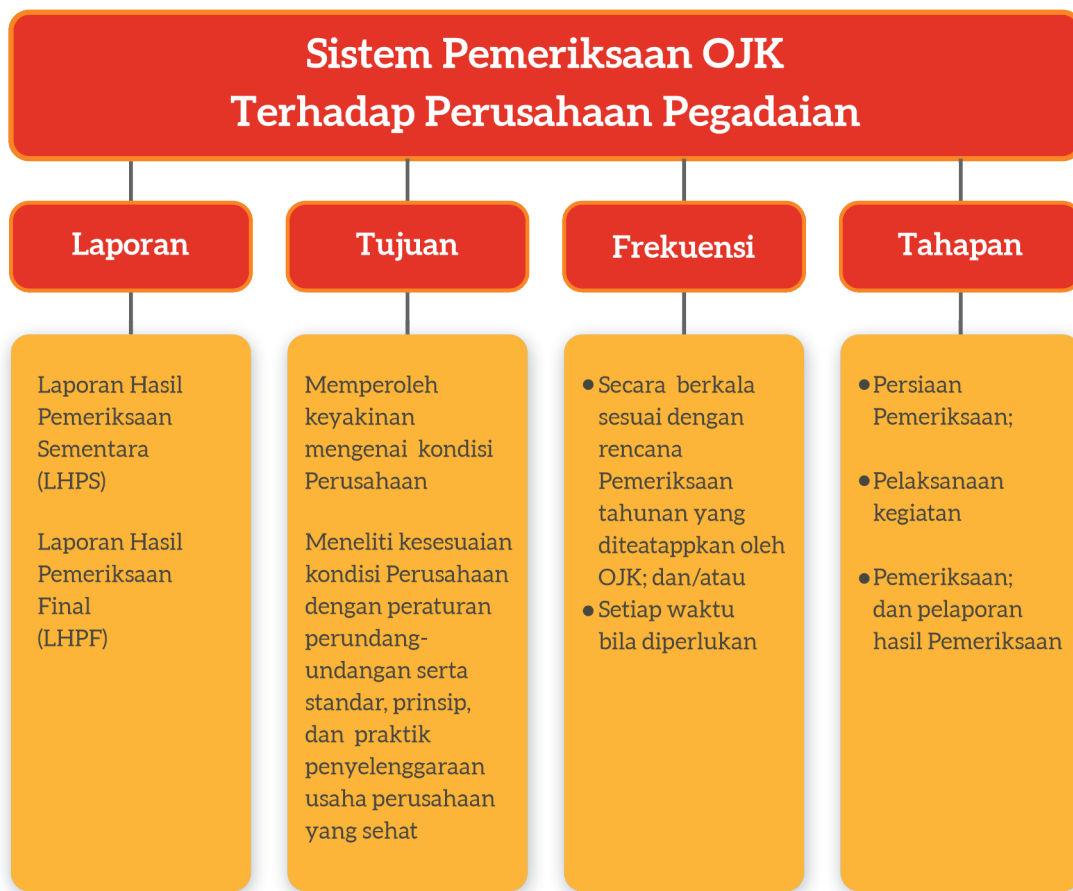 Sistem Pemeriksaan OJK
Terhadap Perusahaan Pegadaian
Laporan
Laporan Hasil
Pemeriksaan
Sementara
(LHPS)
Laporan Hasil
Pemeriksaan
Final
(LHPF)
Tujuan
Memperoleh
keyakinan
mengenai kondisi
Perusahaan
Meneliti kesesuaian
kondisi Perusahaan
dengan peraturan
perundang-
undangan serta
standar, prinsip,
dan praktik
penyelenggaraan
usaha perusahaan
yang sehat
Frekuensi
● Secara berkala
sesuai dengan
rencana
Pemeriksaan
tahunan yang
diteatappkan oleh
OJK; dan/atau
● Setiap waktu
bila diperlukan
Tahapan
● Persiaan
Pemeriksaan;
● Pelaksanaan
kegiatan
● Pemeriksaan;
dan pelaporan
hasil Pemeriksaan